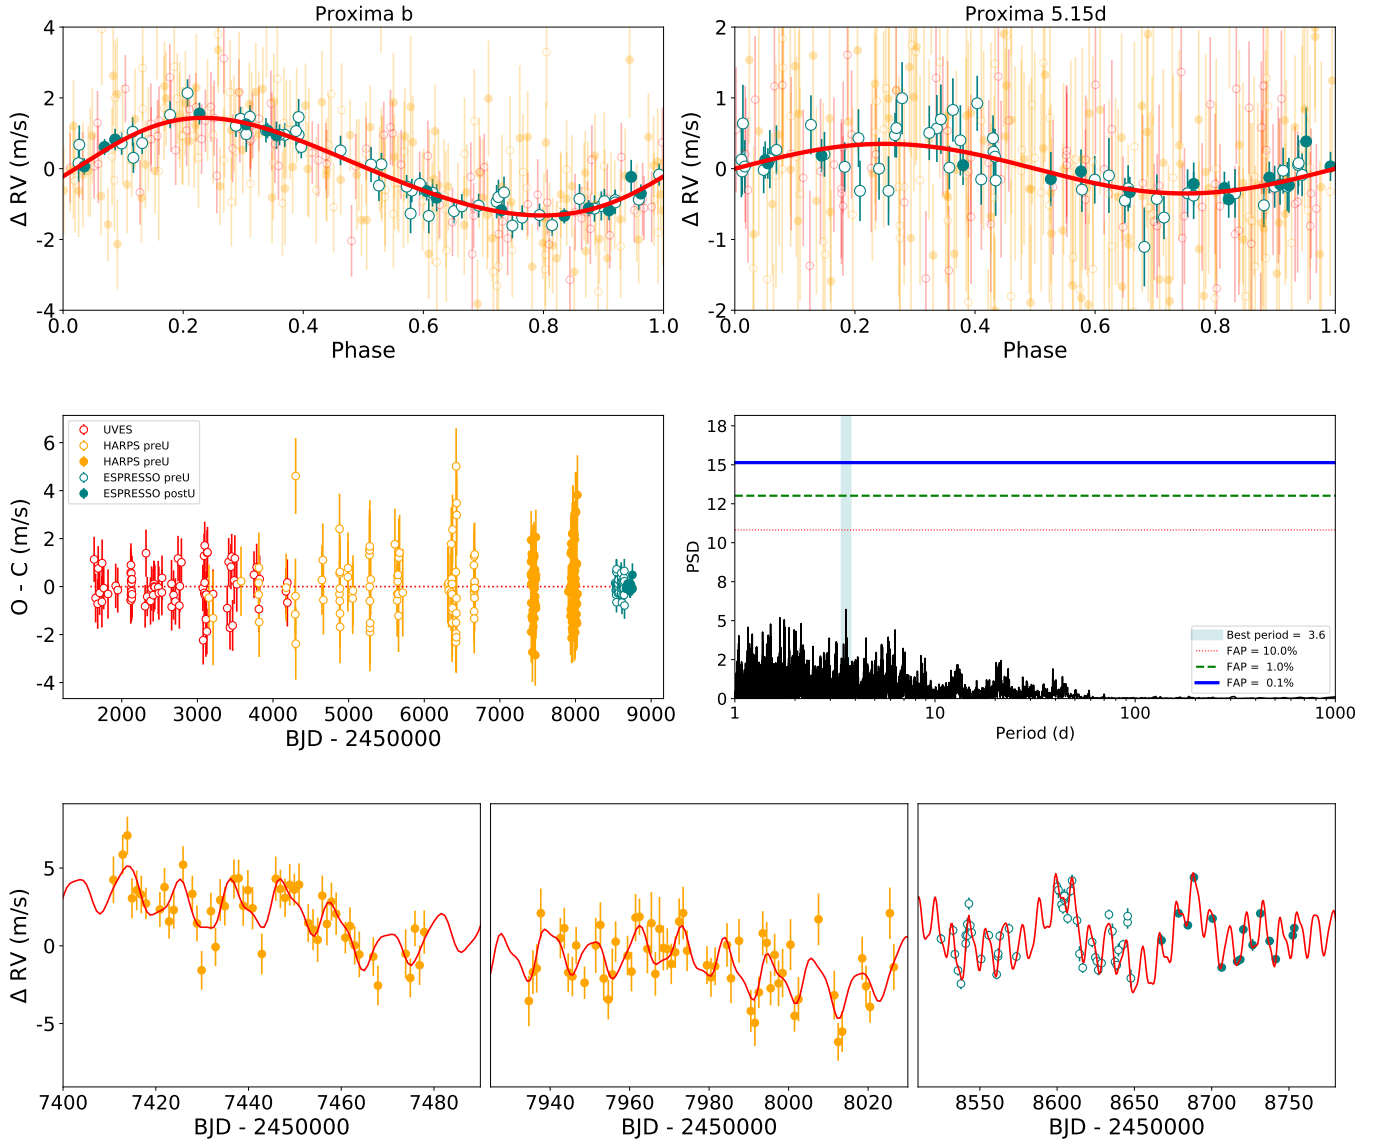 Proxima b
Proxima 5.15d
4
2
0
-2
-4
Δ RV (m/s)
0.0 0.2 0.4 0.6 0.8 1.0
Phase
2
1
0
-1
-2
Δ RV (m/s)
0.0 0.2 0.4 0.6 0.8 1.0
Phase
6
4
2
0
-2
-4
O - C (m/s)
UVES
HARPS preU
HARPS preU
ESPRESSO preU
ESPRESSO postU
2000 3000 4000 5000 6000 7000 8000 9000
BJD - 2450000
18
15
12
10
8
5
2
0
PSD
Best period = 3.6
FAP = 10.0%
FAP = 1.0%
FAP = 0.1%
1 10 100 1000
Period (d)
5
0
-5
Δ RV (m/s)
7400 7420 7440 7460 7480
BJD - 2450000
7940 7960 7980 8000 8020
BJD - 2450000
8550 8600 8650 8700 8750
BJD - 2450000